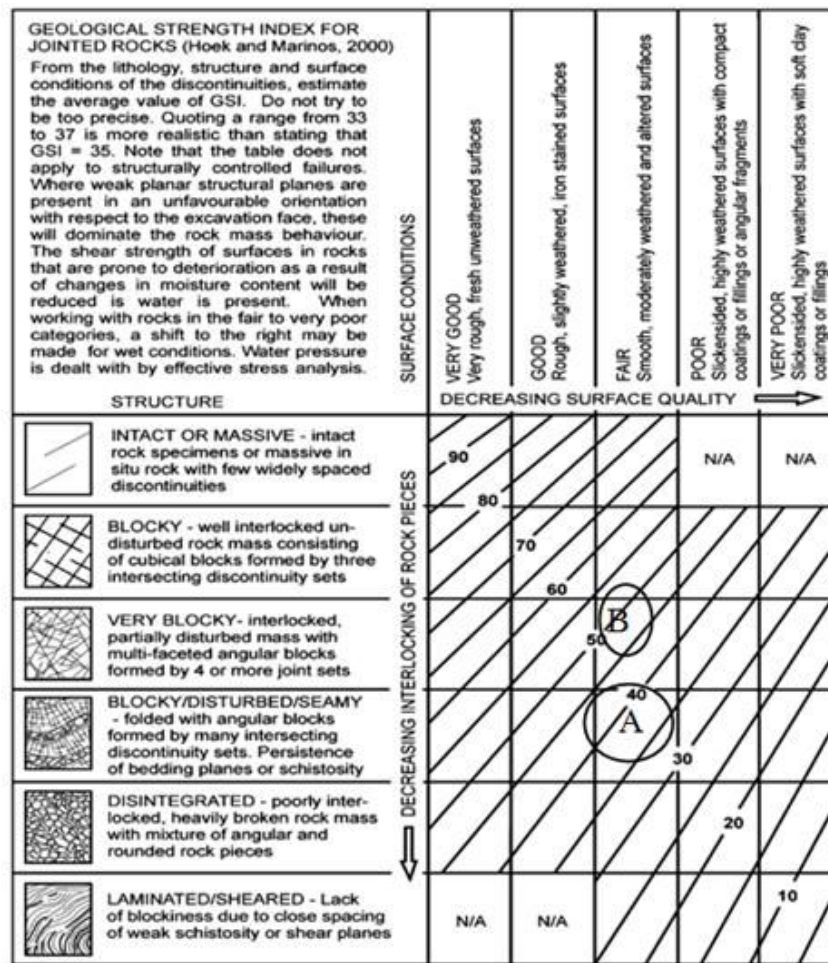 GEOLOGICAL STRENGTH INDEX FOR
JOINTED ROCKS (Hoek and Marinos, 2000)
From the lithology, structure and surface
conditions of the discontinuities, estimate
the average value of GSI. Do not try to
be too precise. Quoting a range from 33
to 37 is more realistic than stating that
GSI = 35. Note that the table does not
apply to structurally controlled failures.
Where weak planar structural planes are
present in an unfavourable orientation
with respect to the excavation face, these
will dominate the rock mass behaviour.
The shear strength of surfaces in rocks
that are prone to deterioration as a result
of changes in moisture content will be
reduced is water is present. When
working with rocks in the fair to very poor
categories, a shift to the right may be
made for wet conditions. Water pressure
is dealt with by effective stress analysis.
STRUCTURE
SURFACE CONDITIONS
VERY GOOD
Very rough, fresh unweathered surfaces
GOOD
Rough, slightly weathered, iron stained surfaces
FAIR
Smooth, moderately weathered and altered surfaces
POOR
Slickensided, highly weathered surfaces with compact
coatings or fillings or angular fragments
VERY POOR
Slickensided, highly weathered surfaces with soft clay
coatings or fillings
DECREASING SURFACE QUALITY
DECREASING INTERLOCKING OF ROCK PIECES
INTACT OR MASSIVE - intact
rock specimens or massive in
situ rock with few widely spaced
discontinuities
90
80
N/A
N/A
BLOCKY - well interlocked un-
disturbed rock mass consisting
of cubical blocks formed by three
intersecting discontinuity sets
70
60
VERY BLOCKY- interlocked,
partially disturbed mass with
multi-faceted angular blocks
formed by 4 or more joint sets
B
50
BLOCKY/DISTURBED/SEAMY
- folded with angular blocks
formed by many intersecting
discontinuity sets. Persistence
of bedding planes or schistosity
40
A
30
DISINTEGRATED - poorly inter-
locked, heavily broken rock mass
with mixture of angular and
rounded rock pieces
20
LAMINATED/SHEARED - Lack
of blockiness due to close spacing
of weak schistosity or shear planes
N/A
N/A
10